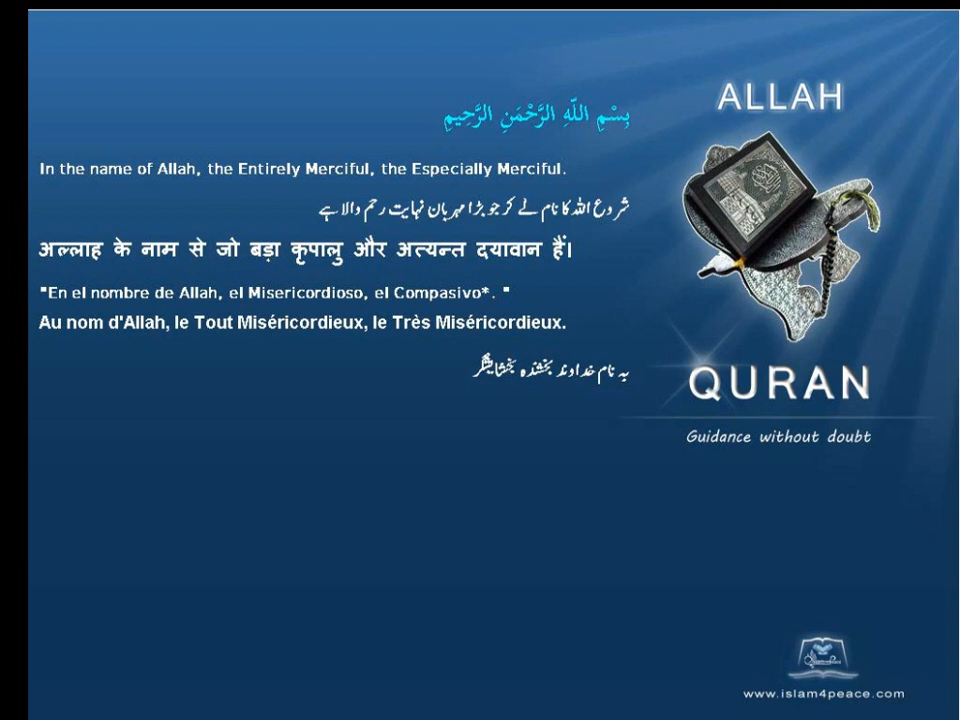 بِسْمِ اللَّهِ الرَّحْمَنِ الرَّحِيمِ
In the name of Allah, the Entirely Merciful, the Especially Merciful.
شروع الله کا نام لے کر جو بڑا مہربان نہایت رحم والا ہے
अल्लाह के नाम से जो बड़ा कृपालु और अत्यन्त दयावान हैं।
"En el nombre de Allah, el Misericordioso, el Compasivo*. "
Au nom d'Allah, le Tout Miséricordieux, le Très Miséricordieux.
به نام خداوند بخشنده بخشایشگر
ALLAH
QURAN
Guidance without doubt
www.islam4peace.com